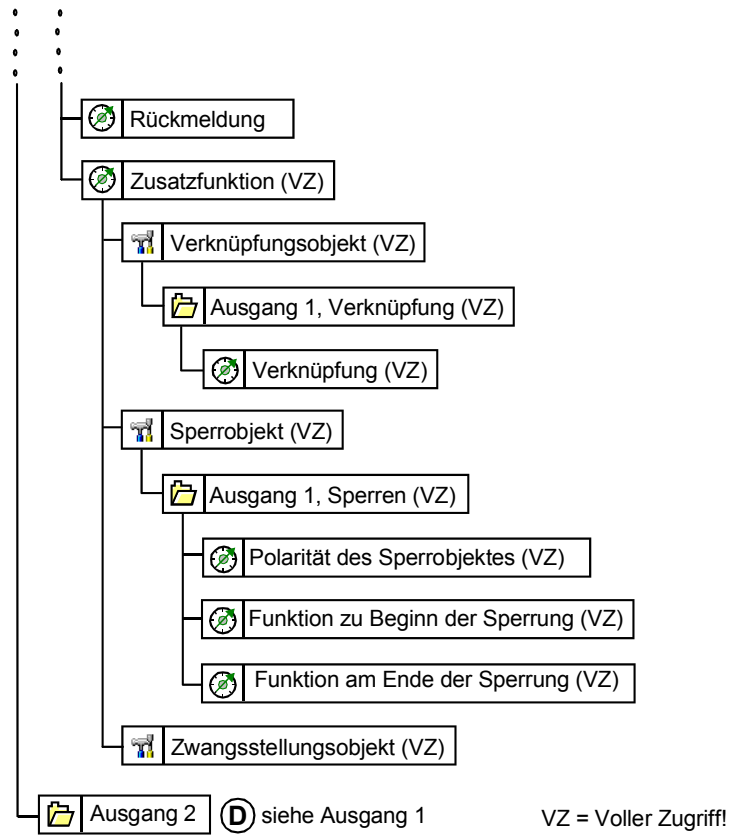 Rückmeldung
Zusatzfunktion (VZ)
Verknüpfungsobjekt (VZ)
Ausgang 1, Verknüpfung (VZ)
Verknüpfung (VZ)
Sperrobjekt (VZ)
Ausgang 1, Sperren (VZ)
Polarität des Sperrobjektes (VZ)
Funktion zu Beginn der Sperrung (VZ)
Funktion am Ende der Sperrung (VZ)
Zwangsstellungsobjekt (VZ)
Ausgang 2 D siehe Ausgang 1 VZ = Voller Zugriff!